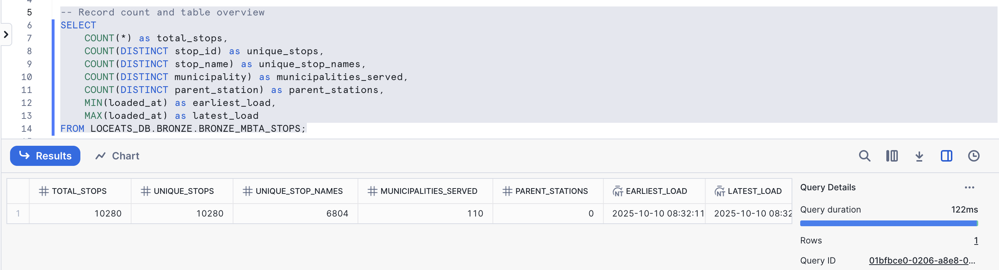 5 -- Record count and table overview
6 SELECT
7 COUNT(*) as total_stops,
8 COUNT(DISTINCT stop_id) as unique_stops,
9 COUNT(DISTINCT stop_name) as unique_stop_names,
10 COUNT(DISTINCT municipality) as municipalities_served,
11 COUNT(DISTINCT parent_station) as parent_stations,
12 MIN(loaded_at) as earliest_load,
13 MAX(loaded_at) as latest_load
14 FROM LOCEATS_DB.BRONZE.BRONZE_MBTA_STOPS;
Results Chart
TOTAL_STOPS UNIQUE_STOPS UNIQUE_STOP_NAMES MUNICIPALITIES_SERVED PARENT_STATIONS NT EARLIEST_LOAD NT LATEST_LOAD
1 10280 10280 6804 110 0 2025-10-10 08:32:11 2025-10-10 08:32
Query Details ...
Query duration 122ms
Rows 1
Query ID 01bfbce0-0206-a8e8-0...